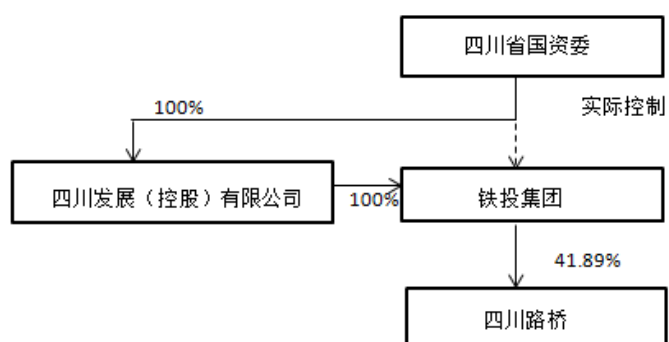 四川省国资委
100%
实际控制
四川发展（控股）有限公司
100%
铁投集团
41.89%
四川路桥